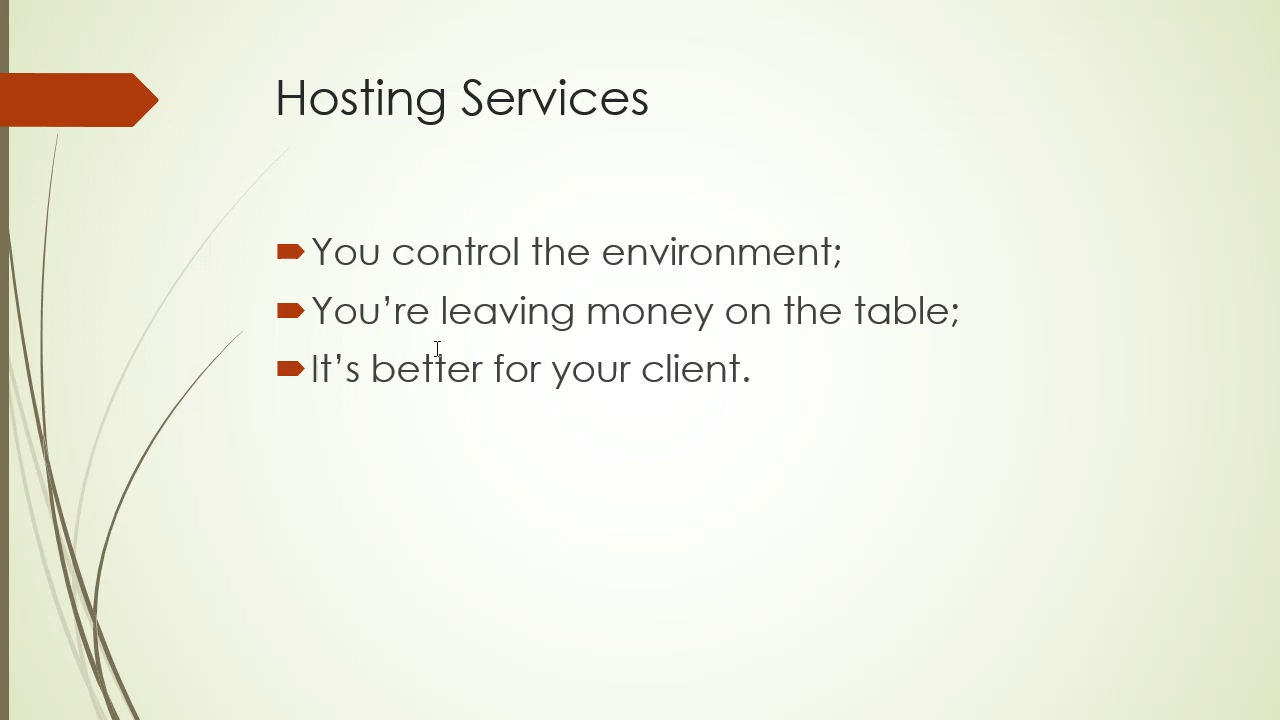 Hosting Services
You control the environment;
You’re leaving money on the table;
It’s better for your client.